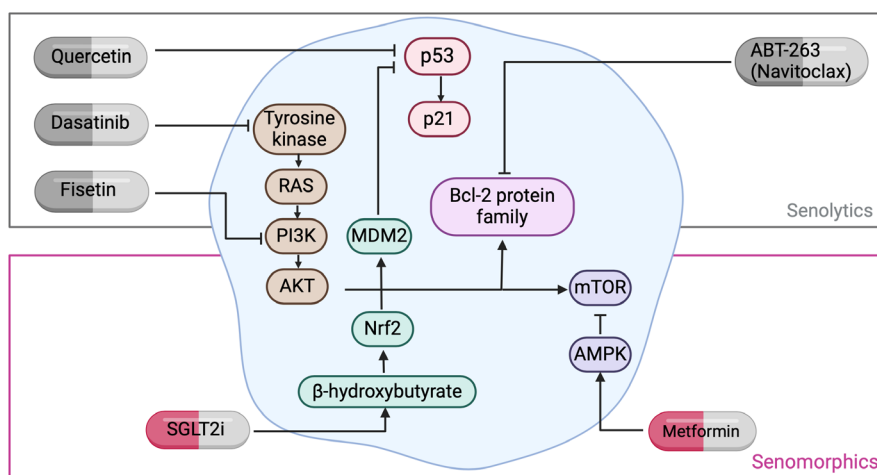 Quercetin
p53
ABT-263
(Navitoclax)
Dasatinib
Tyrosine
kinase
p21
Fisetin
RAS
Bcl-2 protein
family
Senolytics
PI3K
MDM2
AKT
mTOR
Nrf2
AMPK
β-hydroxybutyrate
SGLT2i
Metformin
Senomorphics